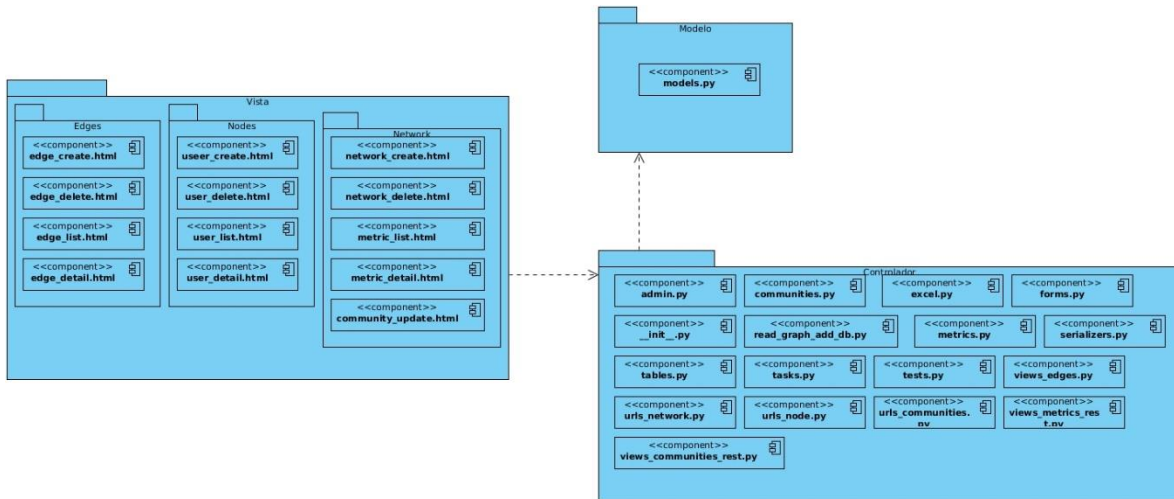 Modelo
<<component>>
models.py
Vista
Edges
<<component>>
edge_create.html
<<component>>
edge_delete.html
<<component>>
edge_list.html
<<component>>
edge_detail.html
Nodes
<<component>>
useer_create.html
<<component>>
user_delete.html
<<component>>
user_list.html
<<component>>
user_detail.html
Network
<<component>>
network_create.html
<<component>>
network_delete.html
<<component>>
metric_list.html
<<component>>
metric_detail.html
<<component>>
community_update.html
Controlador
<<component>>
admin.py
<<component>>
communities.py
<<component>>
excel.py
<<component>>
forms.py
<<component>>
__init__.py
<<component>>
read_graph_add_db.py
<<component>>
metrics.py
<<component>>
serializers.py
<<component>>
tables.py
<<component>>
tasks.py
<<component>>
tests.py
<<component>>
views_edges.py
<<component>>
urls_network.py
<<component>>
urls_node.py
<<component>>
urls_communities.
py
<<component>>
views_metrics_res
t.py
<<component>>
views_communities_rest.py